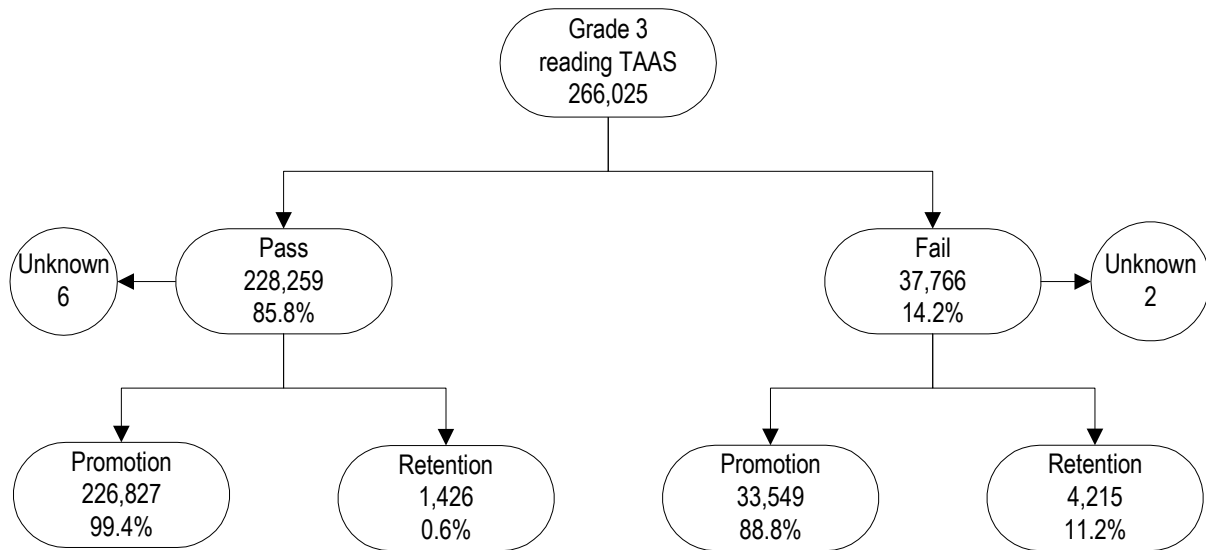 Grade 3
reading TAAS
266,025
Unknown
6
Pass
228,259
85.8%
Fail
37,766
14.2%
Unknown
2
Promotion
226,827
99.4%
Retention
1,426
0.6%
Promotion
33,549
88.8%
Retention
4,215
11.2%